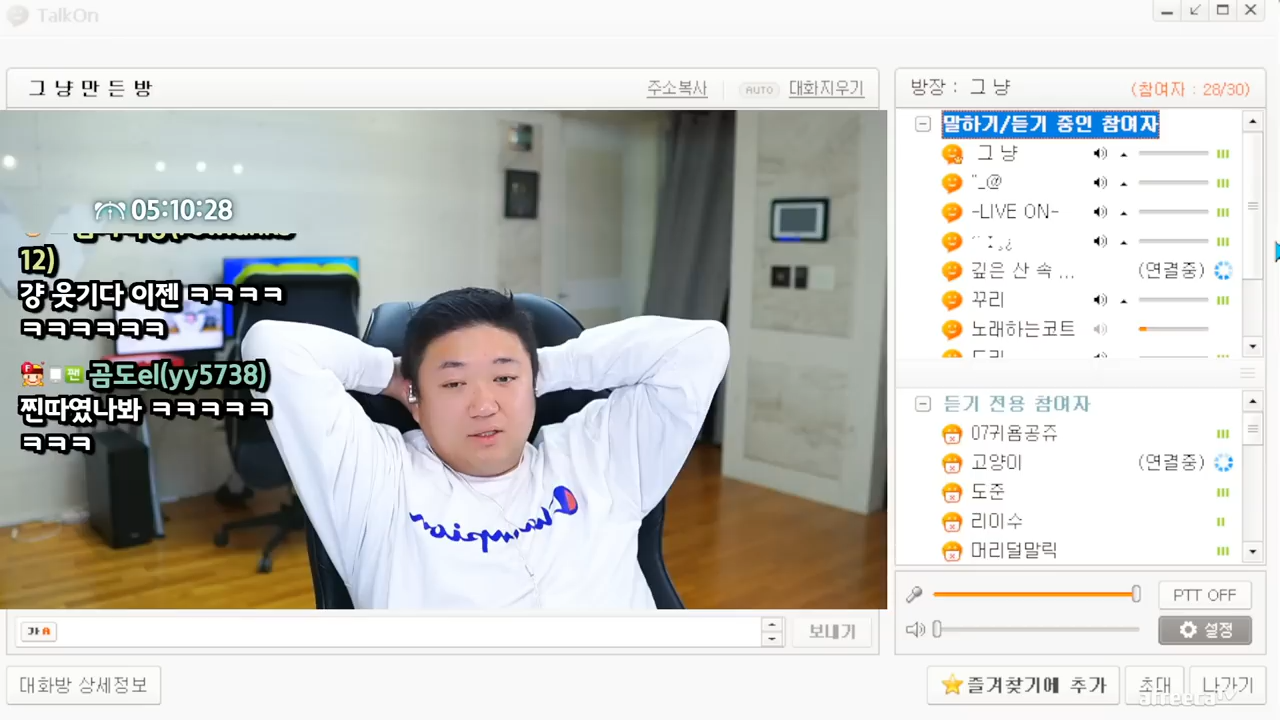 TalkOn
그냥만든방
주소복사
AUTO
대화지우기
방장 : 그냥
(참여자 : 28/30)
말하기/듣기 중인 참여자
그냥
"_@
-LIVE ON-
깊은 산 속 ...
(연결중)
꾸리
노래하는코트
05:10:28
12)
걍 웃기다 이젠 ㅋㅋㅋㅋ
ㅋㅋㅋㅋㅋㅋ
팬 곰도el(yy5738)
찐따였나봐 ㅋㅋㅋㅋㅋ
ㅋㅋㅋ
Champion
듣기 전용 참여자
07귀욤공쥬
고양이
(연결중)
도준
리이수
머리덜말릭
PTT OFF
설정
가A
보내기
대화방 상세정보
즐겨찾기에 추가
초대
나가기
afreecaTV